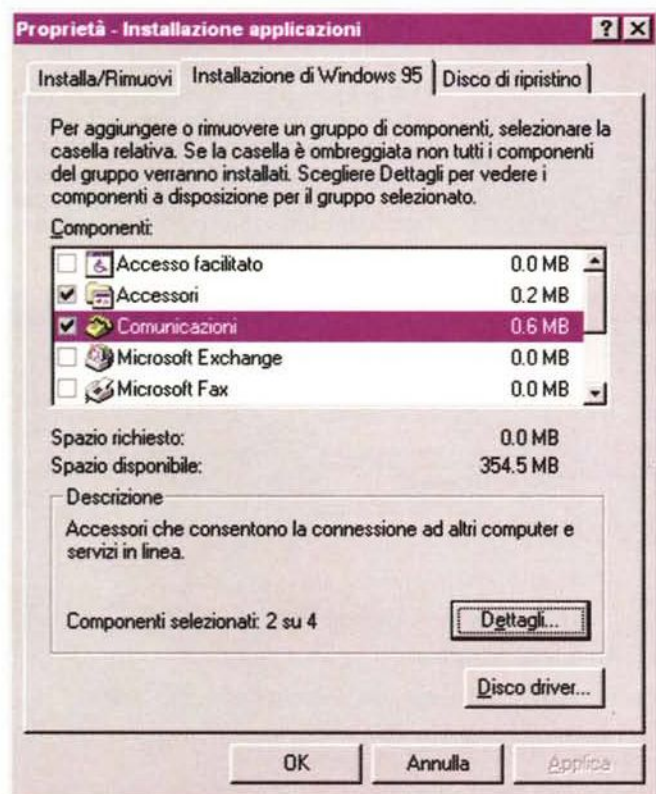 Proprietà - Installazione applicazioni
Installa/Rimuovi Installazione di Windows 95 Disco di ripristino
Per aggiungere o rimuovere un gruppo di componenti, selezionare la
casella relativa. Se la casella è ombreggiata non tutti i componenti
del gruppo verranno installati. Scegliere Dettagli per vedere i
componenti a disposizione per il gruppo selezionato.
Componenti:
Accesso facilitato 0.0 MB
Accessori 0.2 MB
Comunicazioni 0.6 MB
Microsoft Exchange 0.0 MB
Microsoft Fax 0.0 MB
Spazio richiesto: 0.0 MB
Spazio disponibile: 354.5 MB
Descrizione
Accessori che consentono la connessione ad altri computer e
servizi in linea.
Componenti selezionati: 2 su 4 Dettagli...
Disco driver...
OK Annulla Applica